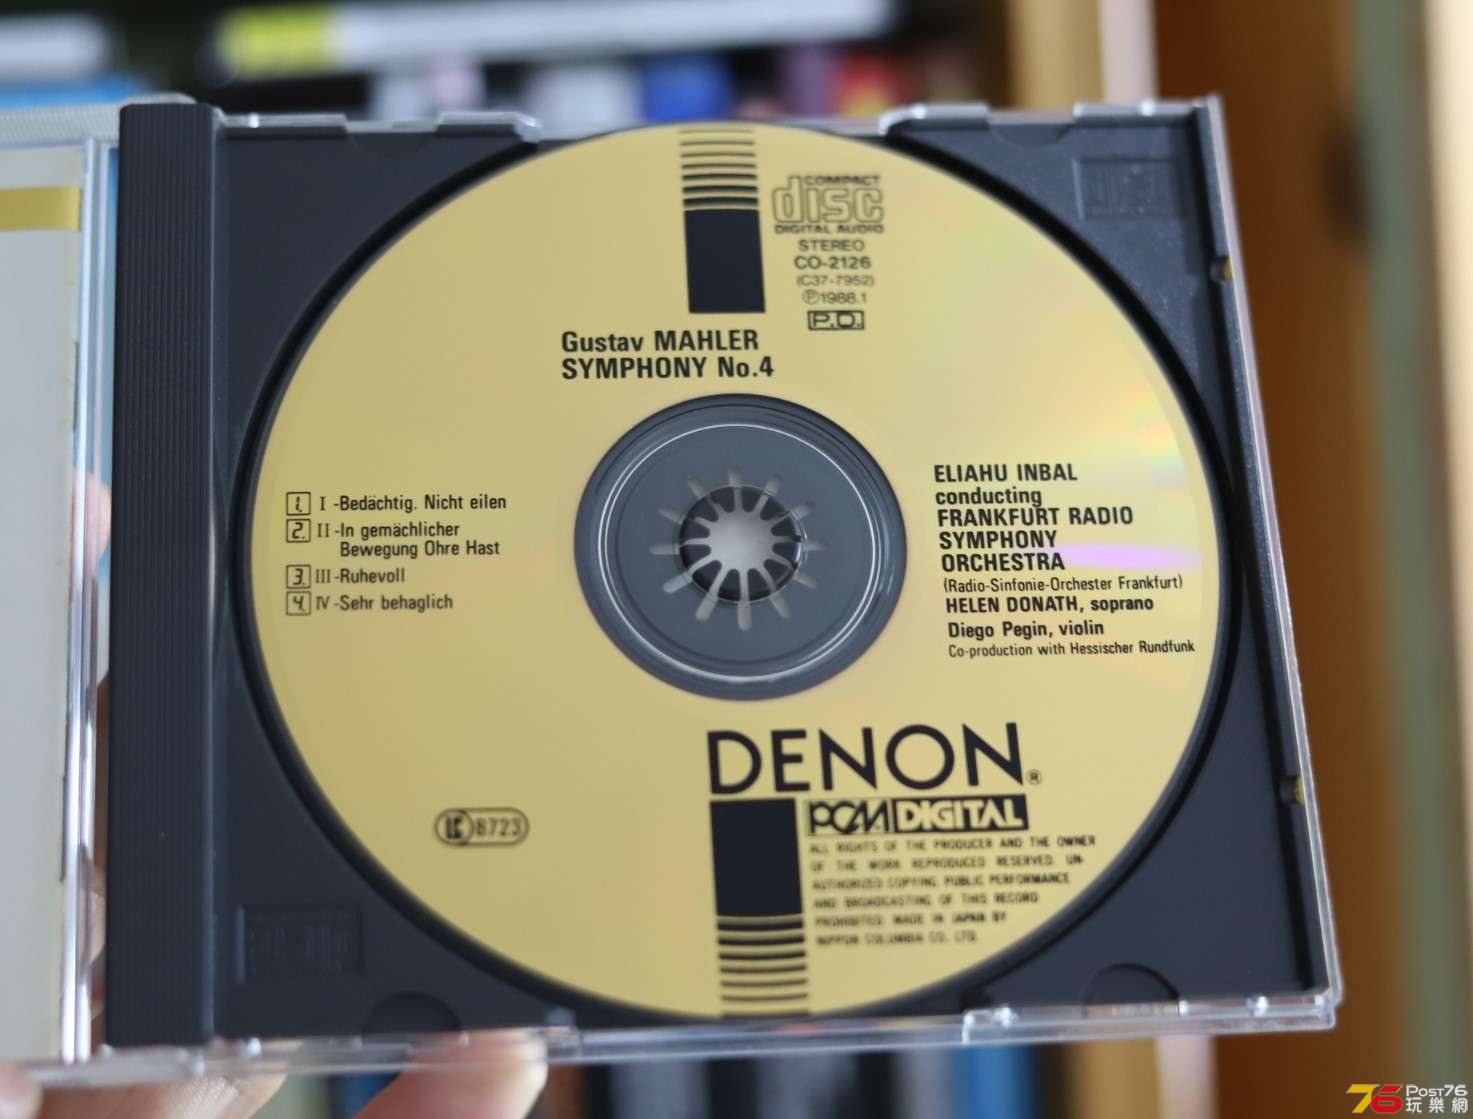 COMPACT
disc
DIGITAL AUDIO
STEREO
CO-2126
(C37-7952)
Ⓟ1988.1
P.D.
Gustav MAHLER
SYMPHONY No.4
1. I -Bedächtig. Nicht eilen
2. II -In gemächlicher
Bewegung Ohre Hast
3. III -Ruhevoll
4. IV -Sehr behaglich
ELIAHU INBAL
conducting
FRANKFURT RADIO
SYMPHONY
ORCHESTRA
(Radio-Sinfonie-Orchester Frankfurt)
HELEN DONATH, soprano
Diego Pegin, violin
Co-production with Hessischer Rundfunk
DENON®
PCM DIGITAL
ALL RIGHTS OF THE PRODUCER AND THE OWNER
OF THE WORK REPRODUCED RESERVED. UN-
AUTHORIZED COPYING, PUBLIC PERFORMANCE
AND BROADCASTING OF THIS RECORD
PROHIBITED. MADE IN JAPAN BY
NIPPON COLUMBIA CO., LTD.
LC 8723
76 Post76
玩樂網